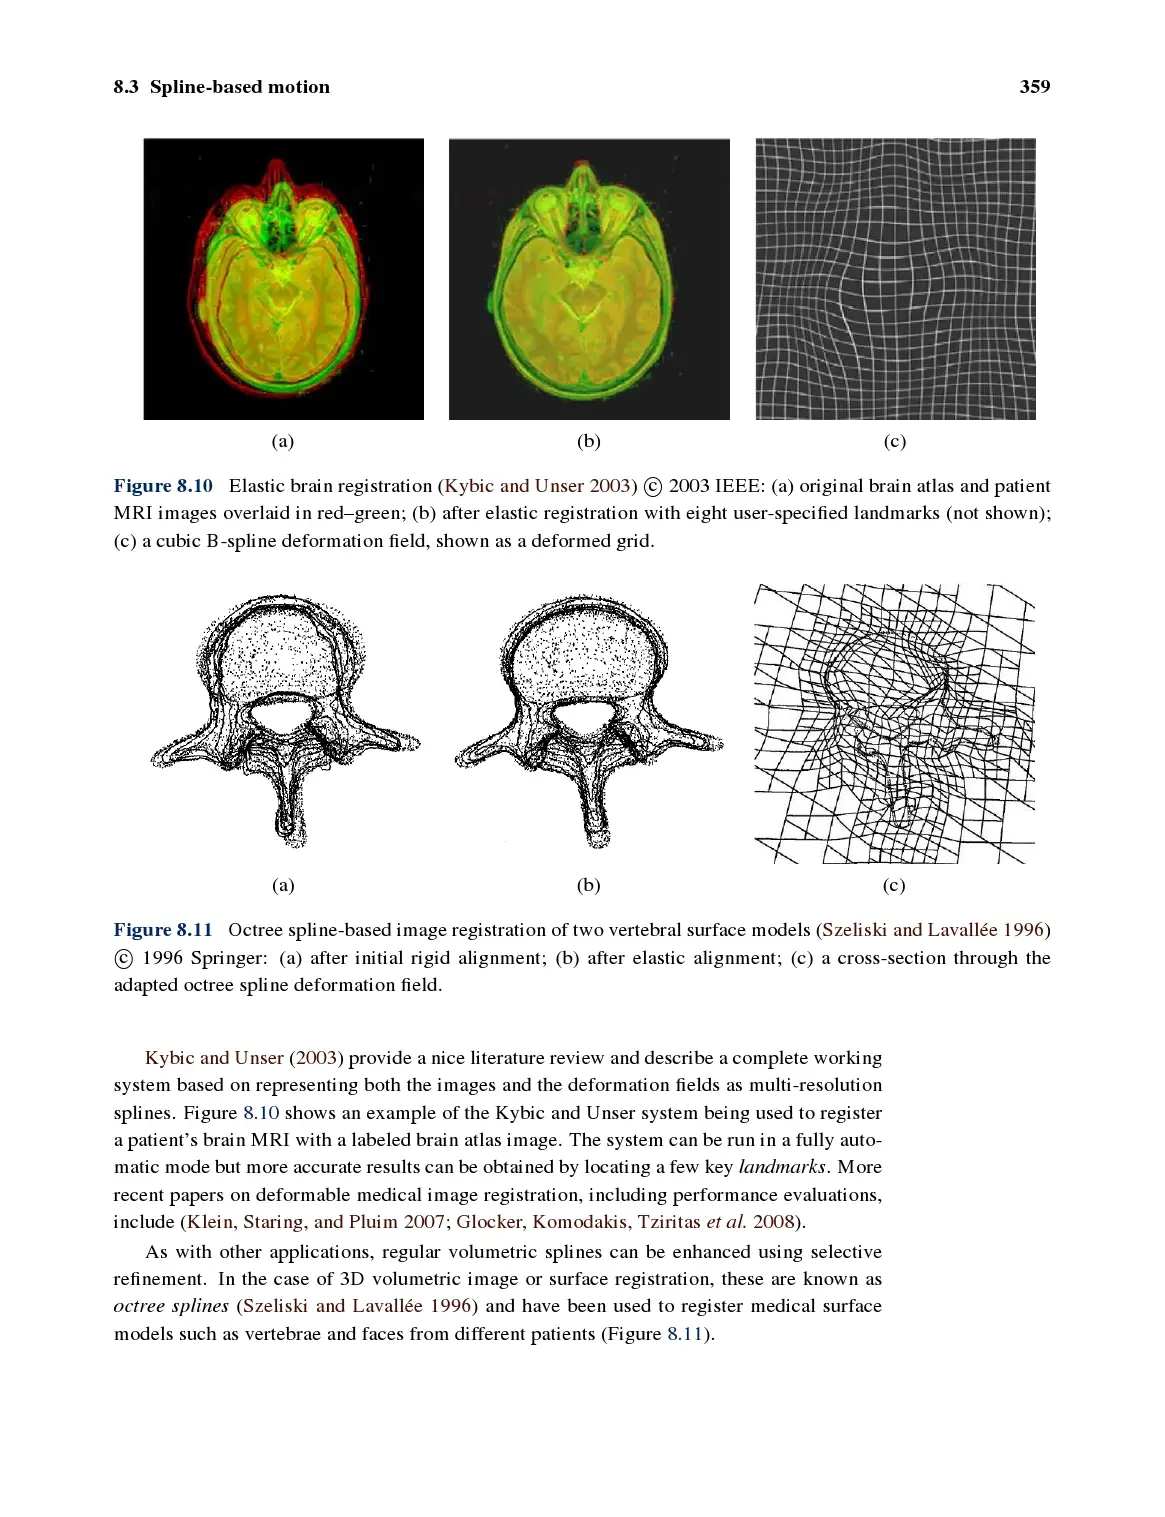 8.3 Spline-based motion 359
(a) (b) (c)
Figure 8.10 Elastic brain registration (Kybic and Unser 2003) © 2003 IEEE: (a) original brain atlas and patient
MRI images overlaid in red–green; (b) after elastic registration with eight user-specified landmarks (not shown);
(c) a cubic B-spline deformation field, shown as a deformed grid.
(a) (b) (c)
Figure 8.11 Octree spline-based image registration of two vertebral surface models (Szeliski and Lavallée 1996)
© 1996 Springer: (a) after initial rigid alignment; (b) after elastic alignment; (c) a cross-section through the
adapted octree spline deformation field.
Kybic and Unser (2003) provide a nice literature review and describe a complete working
system based on representing both the images and the deformation fields as multi-resolution
splines. Figure 8.10 shows an example of the Kybic and Unser system being used to register
a patient's brain MRI with a labeled brain atlas image. The system can be run in a fully auto-
matic mode but more accurate results can be obtained by locating a few key landmarks. More
recent papers on deformable medical image registration, including performance evaluations,
include (Klein, Staring, and Pluim 2007; Glocker, Komodakis, Tziritas et al. 2008).
As with other applications, regular volumetric splines can be enhanced using selective
refinement. In the case of 3D volumetric image or surface registration, these are known as
octree splines (Szeliski and Lavallée 1996) and have been used to register medical surface
models such as vertebrae and faces from different patients (Figure 8.11).